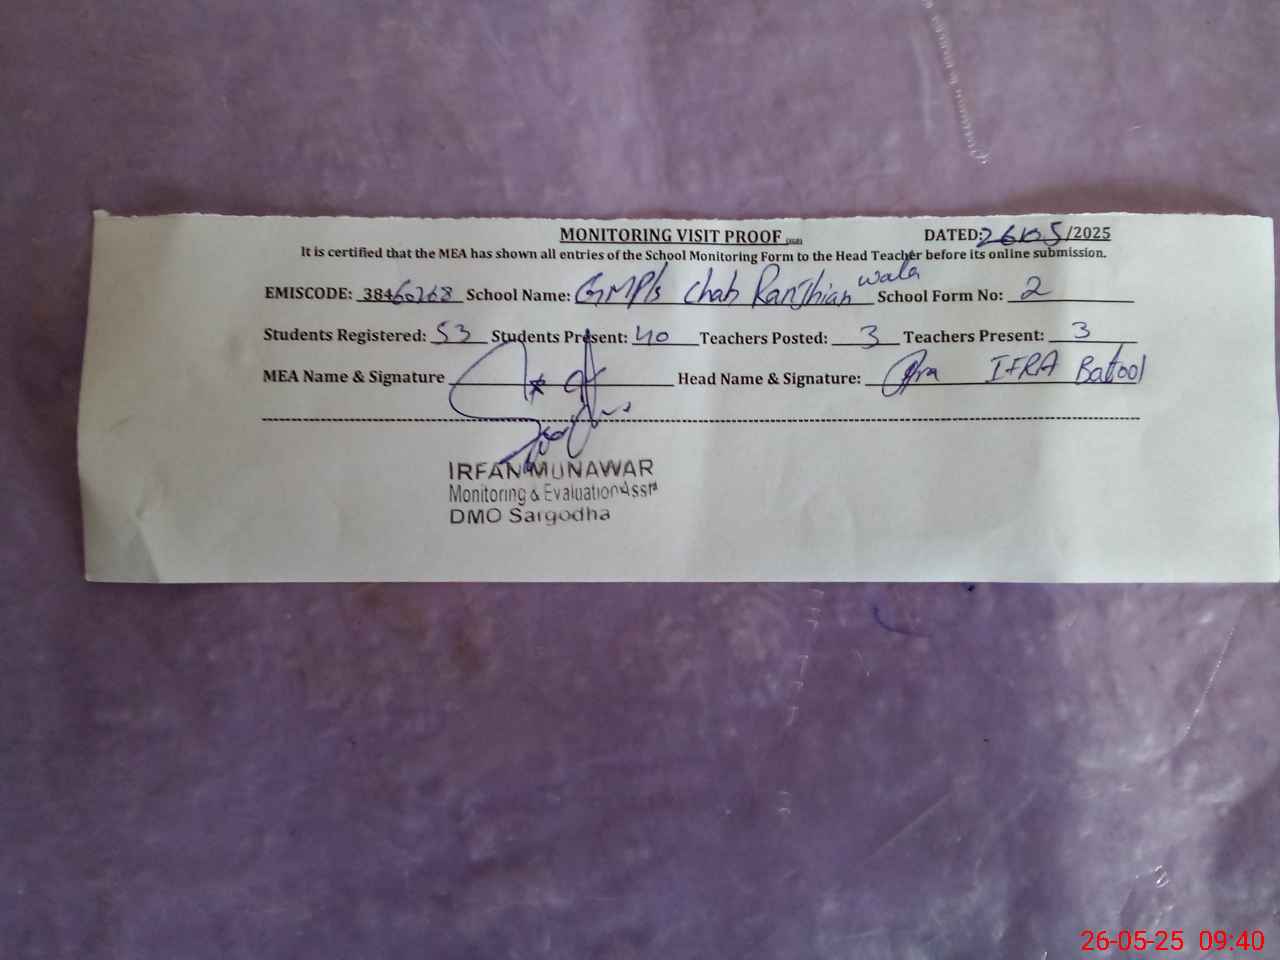 MONITORING VISIT PROOF
DATED: 26/05/2025
It is certified that the MEA has shown all entries of the School Monitoring Form to the Head Teacher before its online submission.
EMISCODE: 38460268 School Name: GMPls chah Ranjhian wala School Form No: 2
Students Registered: 53 Students Present: 40 Teachers Posted: 3 Teachers Present: 3
MEA Name & Signature Head Name & Signature: IFRA Batool
IRFAN MUNAWAR
Monitoring & Evaluation Asstt
DMO Sargodha
26-05-25 09:40